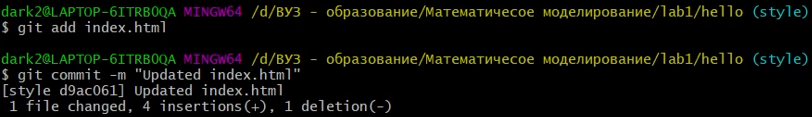 dark2@LAPTOP-6ITRBOQA MINGW64 /d/ВУЗ - образование/Математичесое моделирование/lab1/hello (style)
$ git add index.html
dark2@LAPTOP-6ITRBOQA MINGW64 /d/ВУЗ - образование/Математичесое моделирование/lab1/hello (style)
$ git commit -m "Updated index.html"
[style d9ac061] Updated index.html
1 file changed, 4 insertions(+), 1 deletion(-)